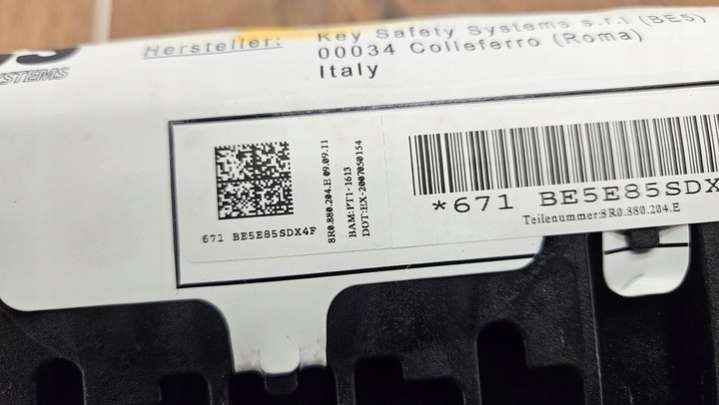 SYSTEMS
Hersteller: Key Safety Systems s.r.l (BE5)
00034 Colleferro (Roma)
Italy
671 BE5E85SDX4F
8R0.880.204.E 09.09.11
BAM:PT1-1613
DOT:EX-2007050154
*671 BE5E85SDX
Teilenummer:8R0.880.204.E